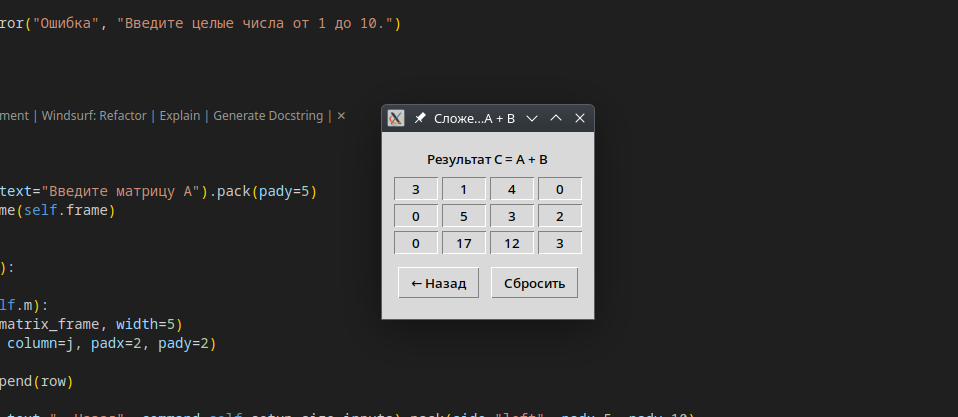 ror("Ошибка", "Введите целые числа от 1 до 10.")
ment | Windsurf: Refactor | Explain | Generate Docstring | ✕
Сложе...A + B
Результат C = A + B
3 1 4 0
0 5 3 2
0 17 12 3
← Назад Сбросить
text="Введите матрицу A").pack(pady=5)
me(self.frame)
):
lf.m):
matrix_frame, width=5)
column=j, padx=2, pady=2)
pend(row)